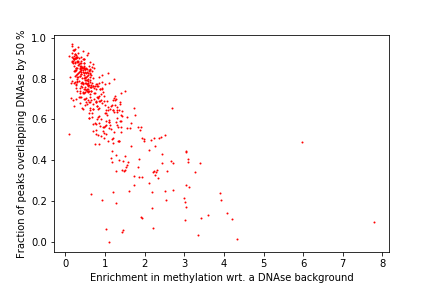 Fraction of peaks overlapping DNAse by 50 %
1.0
0.8
0.6
0.4
0.2
0.0
0 1 2 3 4 5 6 7 8
Enrichment in methylation wrt. a DNAse background